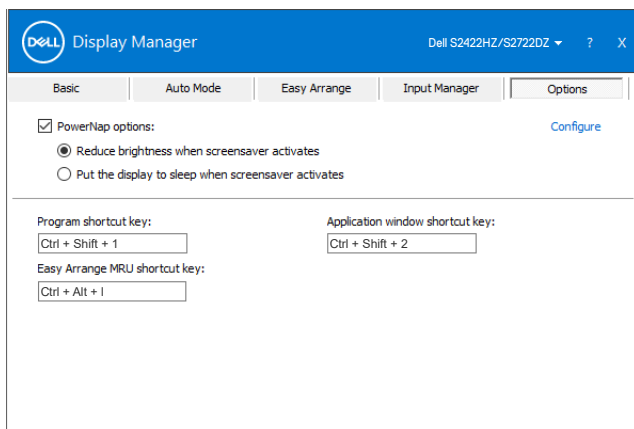 DELL Display Manager Dell S2422HZ/S2722DZ ? X
Basic Auto Mode Easy Arrange Input Manager Options
PowerNap options: Configure
Reduce brightness when screensaver activates
Put the display to sleep when screensaver activates
Program shortcut key: Application window shortcut key:
Ctrl + Shift + 1 Ctrl + Shift + 2
Easy Arrange MRU shortcut key:
Ctrl + Alt + l